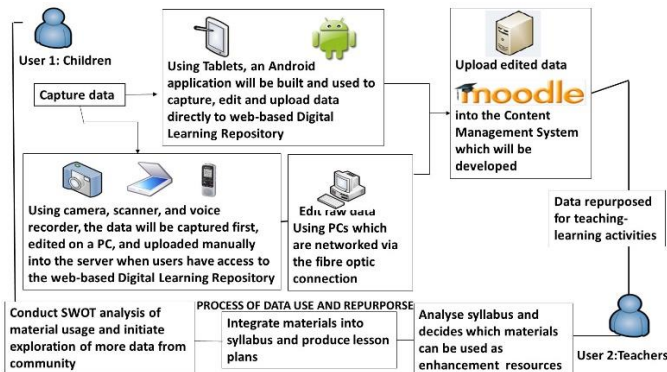 User 1: Children
Capture data
Using Tablets, an Android
application will be built and used to
capture, edit and upload data
directly to web-based Digital
Learning Repository
Upload edited data
moodle
into the Content
Management System
which will be
developed
Using camera, scanner, and voice
recorder, the data will be captured first,
edited on a PC, and uploaded manually
into the server when users have access to
the web-based Digital Learning Repository
Edit raw data
Using PCs which
are networked via
the fibre optic
connection
Data repurposed
for teaching-
learning activities
PROCESS OF DATA USE AND REPURPORSE
Conduct SWOT analysis of
material usage and initiate
exploration of more data from
community
Integrate materials into
syllabus and produce lesson
plans
Analyse syllabus and
decides which materials
can be used as
enhancement resources
User 2:Teachers